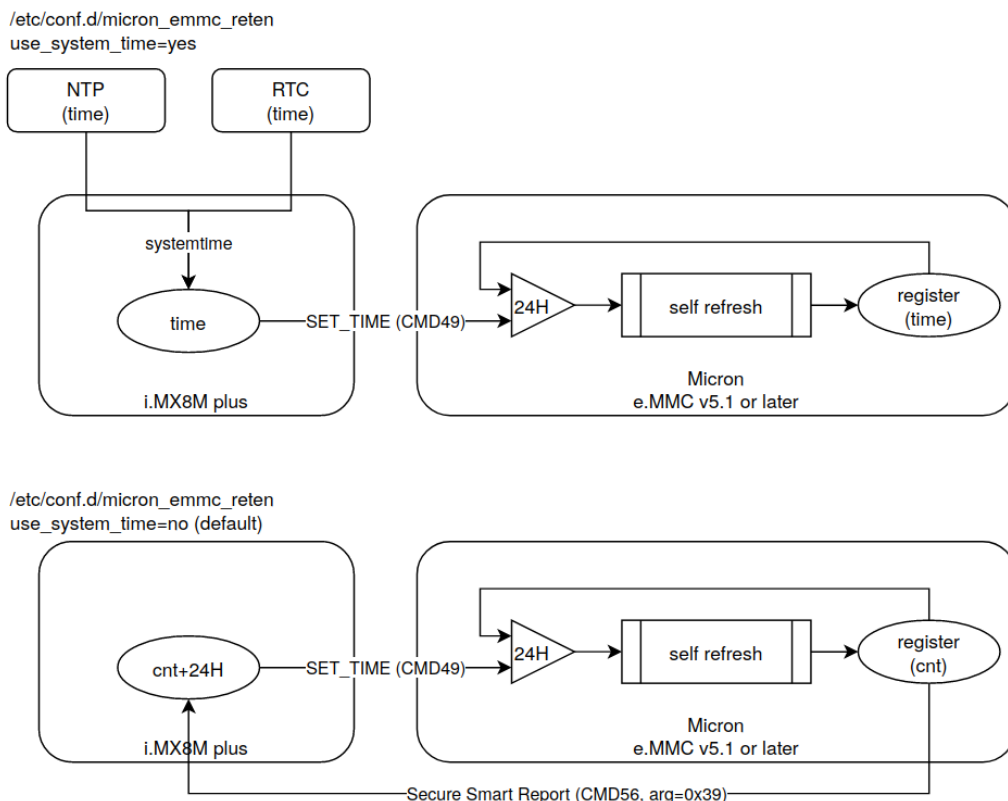 /etc/conf.d/micron_emmc_reten
use_system_time=yes
NTP
(time)
RTC
(time)
systemtime
time
SET_TIME (CMD49)
24H
self refresh
register
(time)
i.MX8M plus
Micron
e.MMC v5.1 or later
/etc/conf.d/micron_emmc_reten
use_system_time=no (default)
cnt+24H
SET_TIME (CMD49)
24H
self refresh
register
(cnt)
i.MX8M plus
Micron
e.MMC v5.1 or later
Secure Smart Report (CMD56, arg=0x39)